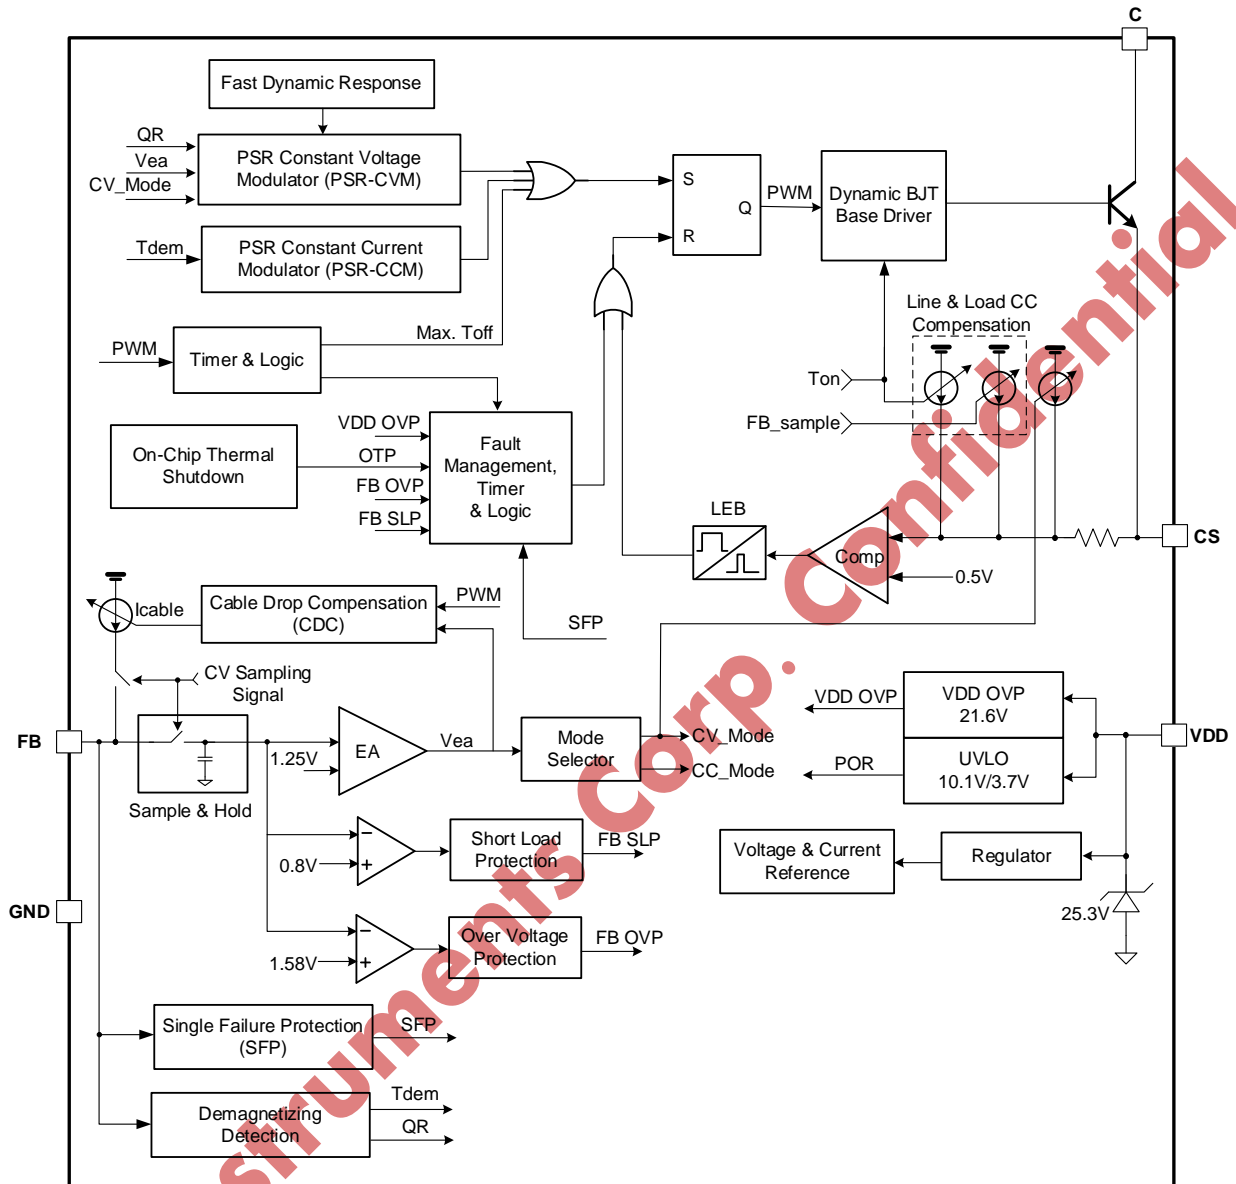 C
Fast Dynamic Response
QR
Vea
CV_Mode
PSR Constant Voltage
Modulator (PSR-CVM)
S
Q
R
PWM
Dynamic BJT
Base Driver
Tdem
PSR Constant Current
Modulator (PSR-CCM)
Line & Load CC
Compensation
Max. Toff
PWM
Timer & Logic
Ton
FB_sample
VDD OVP
OTP
FB OVP
FB SLP
On-Chip Thermal
Shutdown
Fault
Management,
Timer
& Logic
LEB
Comp
0.5V
CS
Icable
Cable Drop Compensation
(CDC)
PWM
SFP
CV Sampling
Signal
FB
Sample & Hold
1.25V
EA
Vea
Mode
Selector
CV_Mode
CC_Mode
VDD OVP
POR
VDD OVP
21.6V
UVLO
10.1V/3.7V
VDD
0.8V
−
+
Short Load
Protection
FB SLP
Voltage & Current
Reference
Regulator
25.3V
GND
1.58V
−
+
Over Voltage
Protection
FB OVP
Single Failure Protection
(SFP)
SFP
Demagnetizing
Detection
Tdem
QR
struments Corp. Confidential